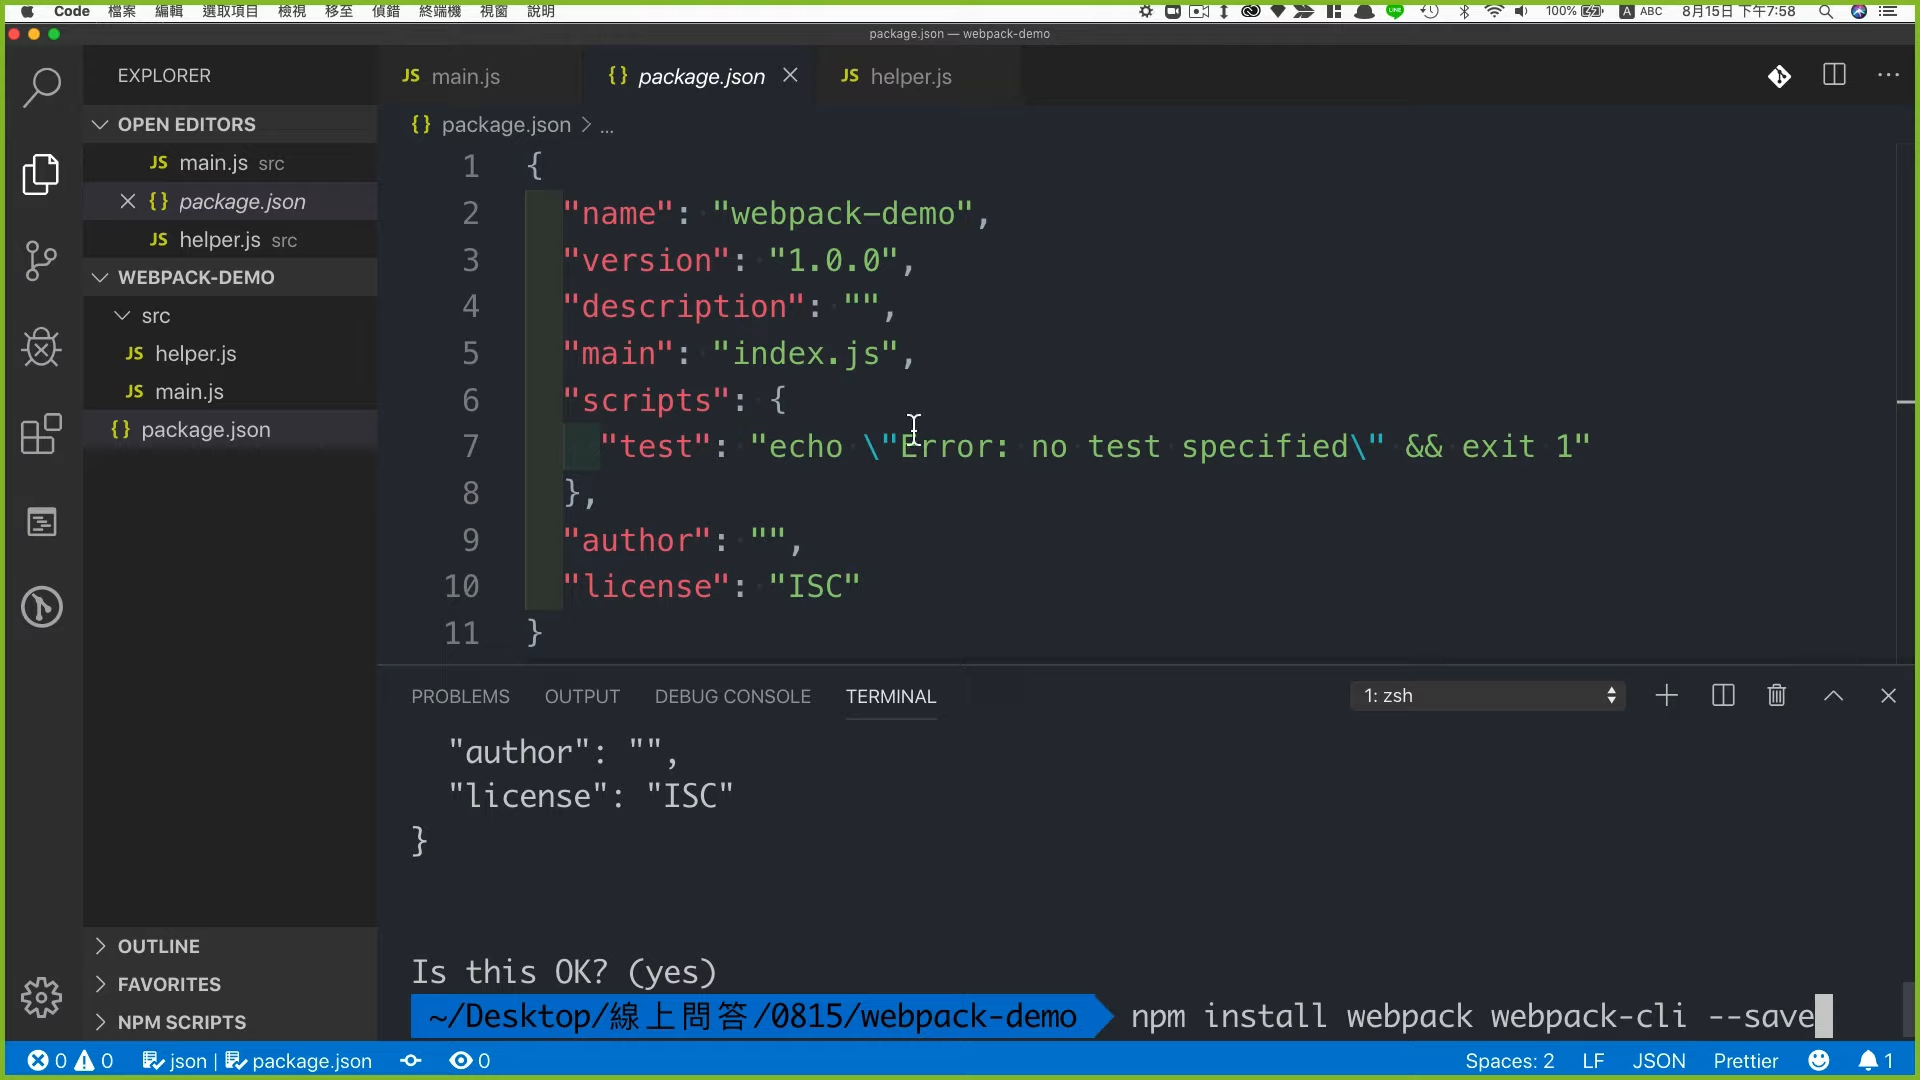 Code 檔案 編輯 選取項目 檢視 移至 偵錯 終端機 視窗 說明 100% A ABC 8月15日 下午7:58
package.json — webpack-demo
EXPLORER
OPEN EDITORS
JS main.js src
{} package.json
JS helper.js src
WEBPACK-DEMO
src
JS helper.js
JS main.js
{} package.json
OUTLINE
FAVORITES
NPM SCRIPTS
JS main.js {} package.json JS helper.js
{} package.json > ...
1 {
2 "name": "webpack-demo",
3 "version": "1.0.0",
4 "description": "",
5 "main": "index.js",
6 "scripts": {
7 "test": "echo \"Error: no test specified\" && exit 1"
8 },
9 "author": "",
10 "license": "ISC"
11 }
PROBLEMS OUTPUT DEBUG CONSOLE TERMINAL 1: zsh
"author": "",
"license": "ISC"
}
Is this OK? (yes)
~/Desktop/線上問答/0815/webpack-demo npm install webpack webpack-cli --save
0 0 json | package.json 0 Spaces: 2 LF JSON Prettier 1